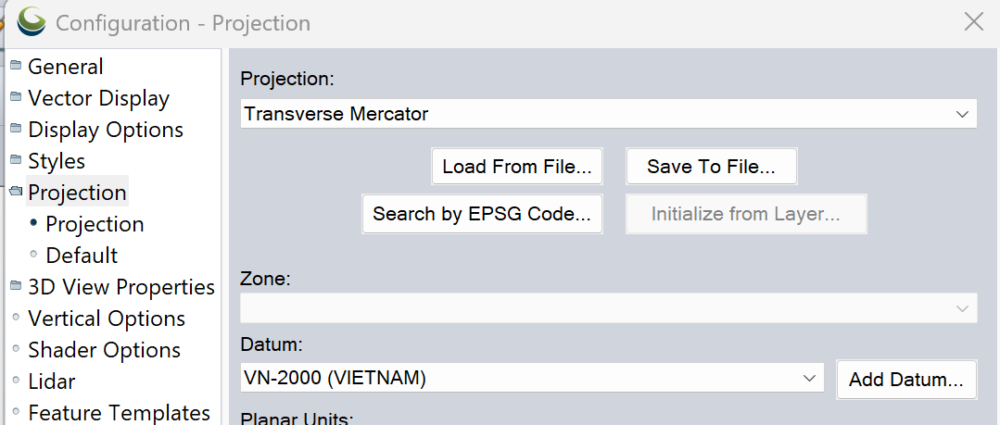 Configuration - Projection
General
Vector Display
Display Options
Styles
Projection
Projection
Default
3D View Properties
Vertical Options
Shader Options
Lidar
Feature Templates
Projection:
Transverse Mercator
Load From File...
Save To File...
Search by EPSG Code...
Initialize from Layer...
Zone:
Datum:
VN-2000 (VIETNAM)
Add Datum...
Planar Units: